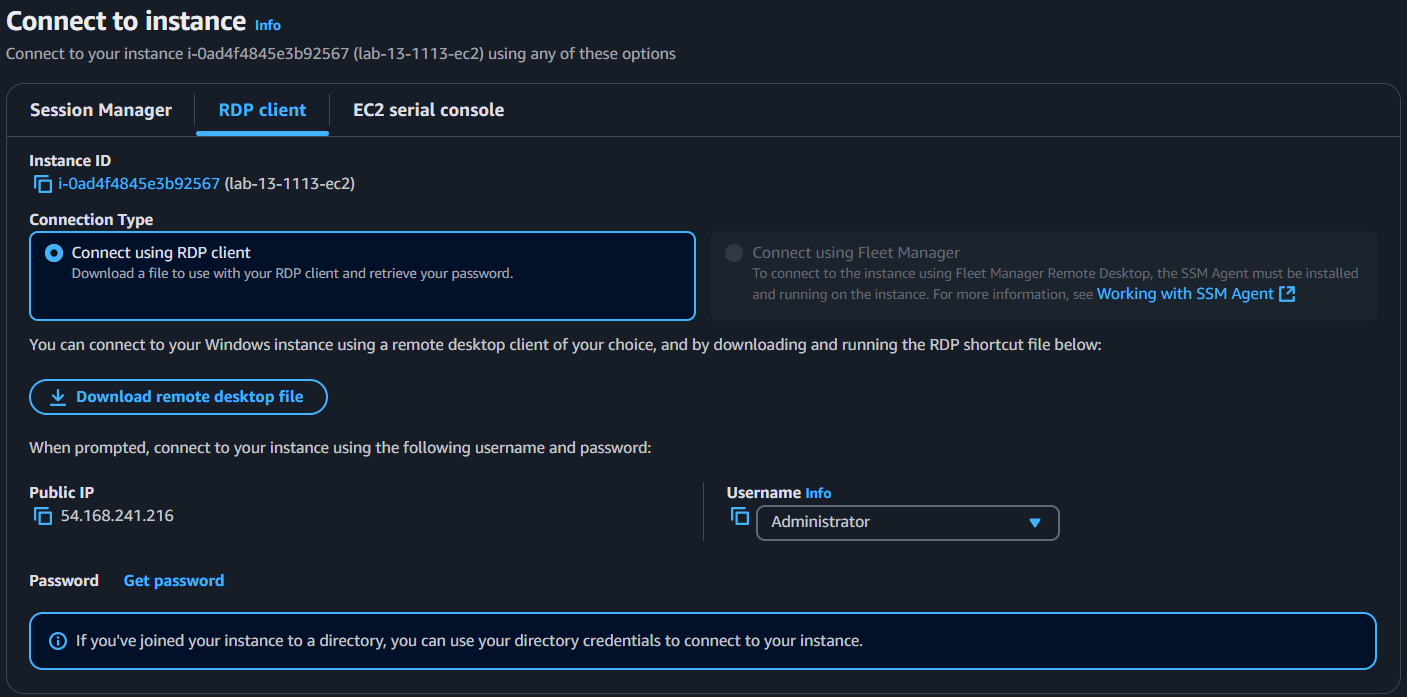 Connect to instance Info
Connect to your instance i-0ad4f4845e3b92567 (lab-13-1113-ec2) using any of these options
Session Manager
RDP client
EC2 serial console
Instance ID
i-0ad4f4845e3b92567 (lab-13-1113-ec2)
Connection Type
Connect using RDP client
Download a file to use with your RDP client and retrieve your password.
Connect using Fleet Manager
To connect to the instance using Fleet Manager Remote Desktop, the SSM Agent must be installed
and running on the instance. For more information, see Working with SSM Agent
You can connect to your Windows instance using a remote desktop client of your choice, and by downloading and running the RDP shortcut file below:
Download remote desktop file
When prompted, connect to your instance using the following username and password:
Public IP
54.168.241.216
Username Info
Administrator
Password Get password
If you've joined your instance to a directory, you can use your directory credentials to connect to your instance.